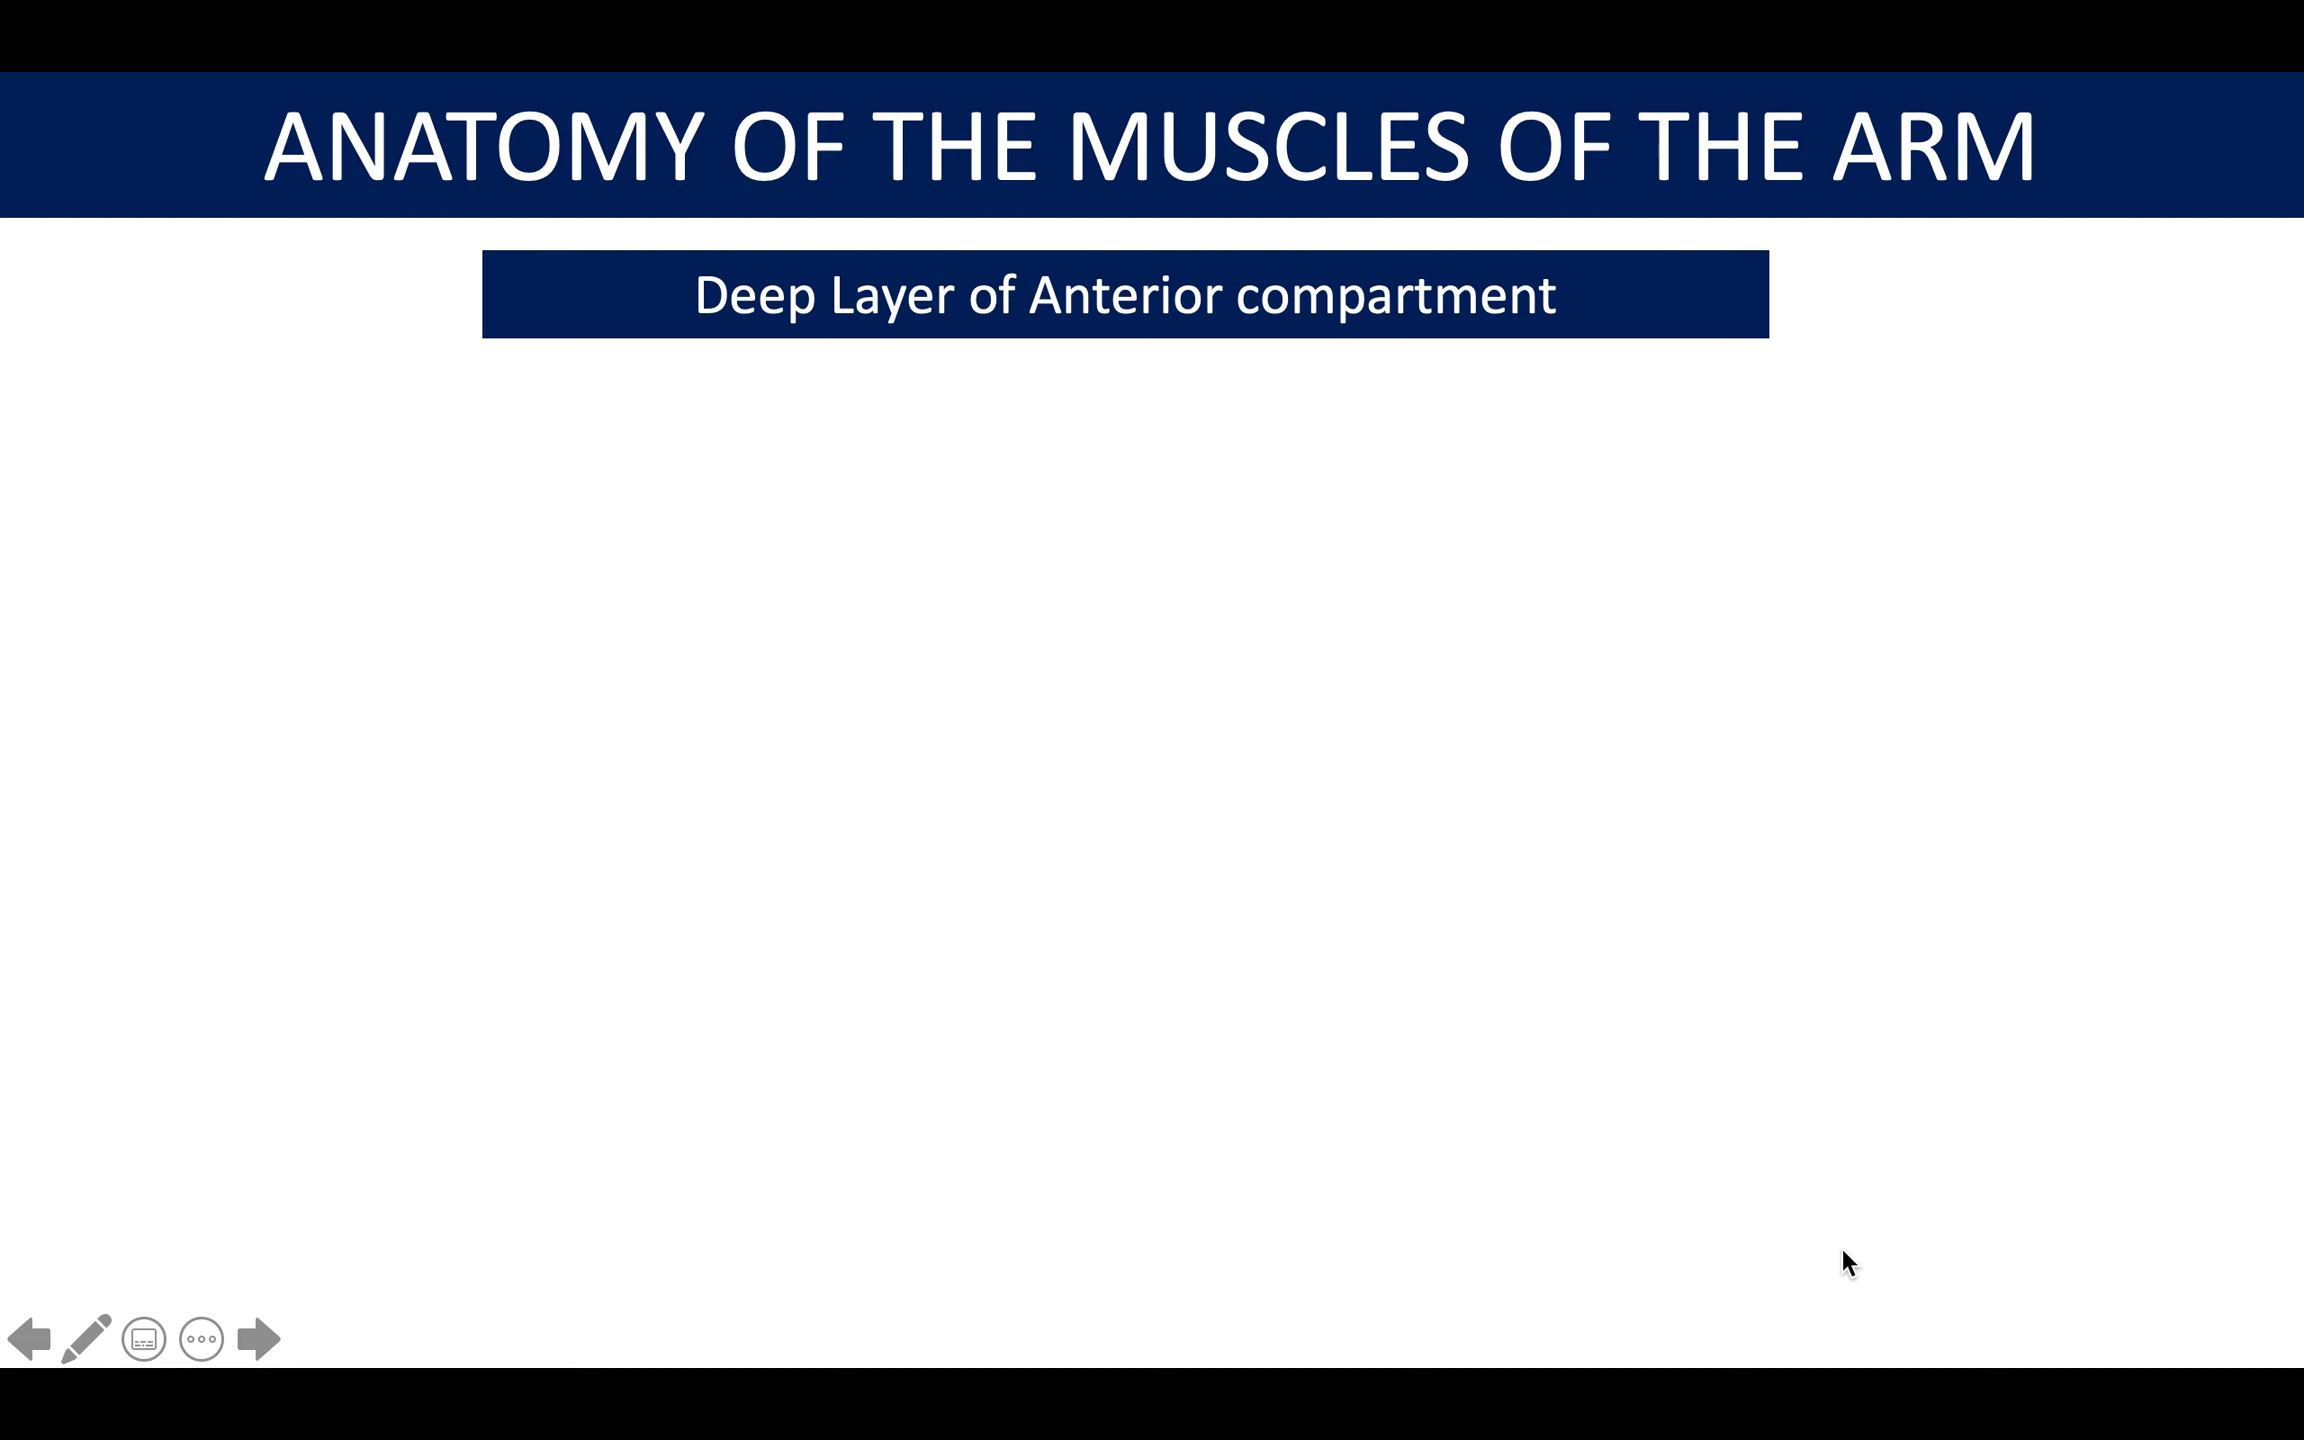 ANATOMY OF THE MUSCLES OF THE ARM
Deep Layer of Anterior compartment